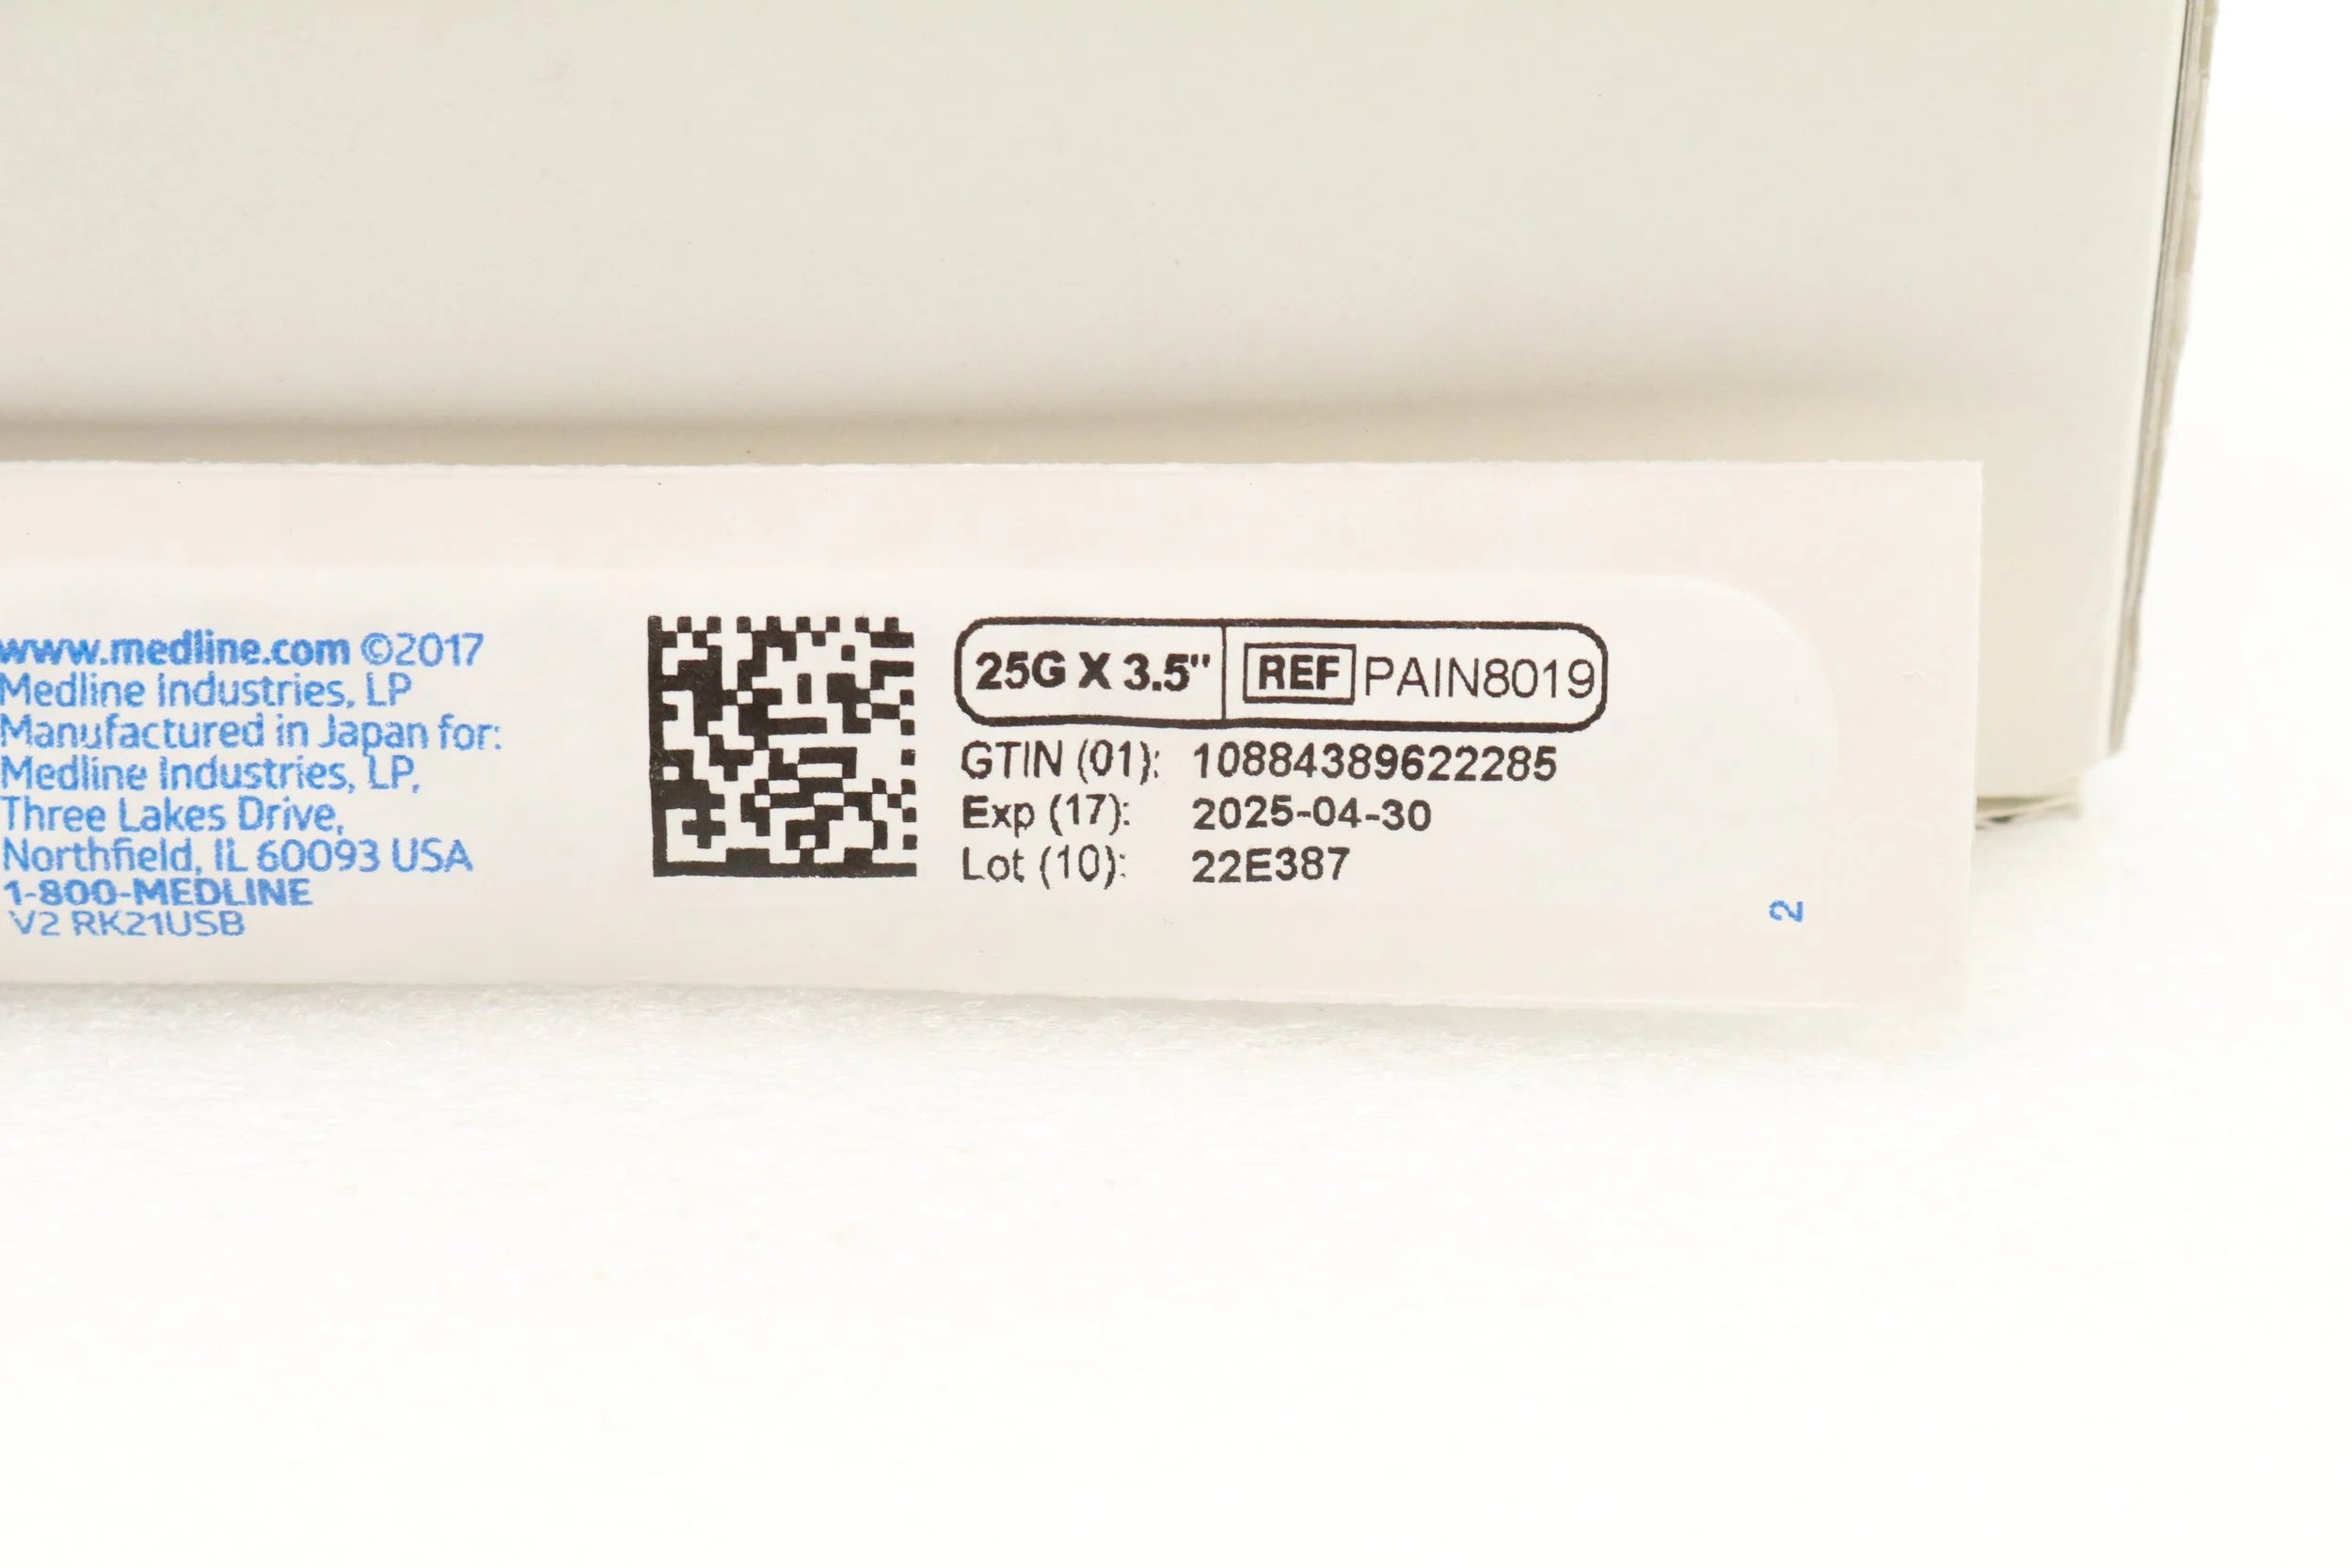 www.medline.com ©2017
Medline Industries, LP
Manufactured in Japan for:
Medline Industries, LP,
Three Lakes Drive,
Northfield, IL 60093 USA
1-800-MEDLINE
V2 RK21USB
25G X 3.5" REF PAIN8019
GTIN (01): 10884389622285
Exp (17): 2025-04-30
Lot (10): 22E387
2